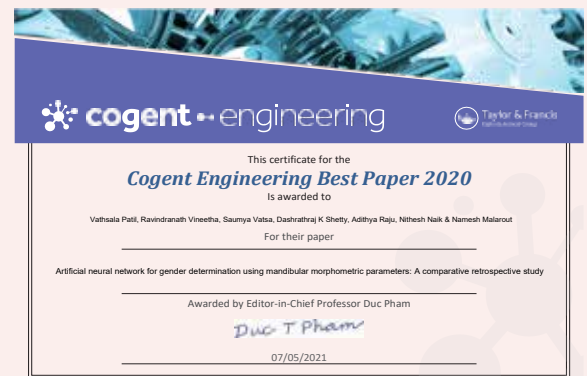 cogent engineering
Taylor & Francis
This certificate for the
Cogent Engineering Best Paper 2020
Is awarded to
Vathsala Patil, Ravindranath Vineetha, Saumya Vatsa, Dashrathraj K Shetty, Adithya Raju, Nithesh Naik & Namesh Malarout
For their paper
Artificial neural network for gender determination using mandibular morphometric parameters: A comparative retrospective study
Awarded by Editor-in-Chief Professor Duc Pham
Duc T Pham
07/05/2021